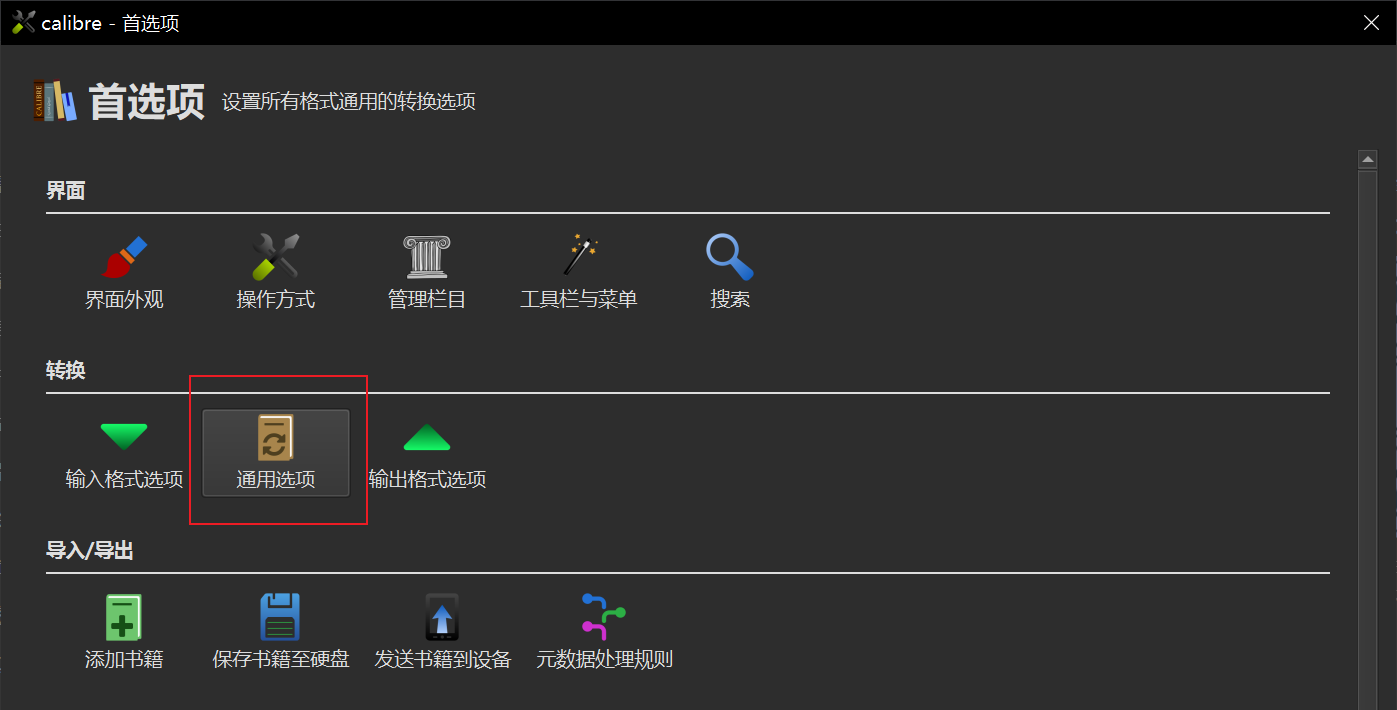 calibre - 首选项
首选项 设置所有格式通用的转换选项
界面
界面外观 操作方式 管理栏目 工具栏与菜单 搜索
转换
输入格式选项 通用选项 输出格式选项
导入/导出
添加书籍 保存书籍至硬盘 发送书籍到设备 元数据处理规则